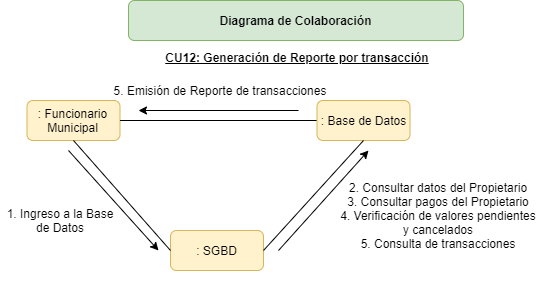 Diagrama de Colaboración
CU12: Generación de Reporte por transacción
5. Emisión de Reporte de transacciones
: Funcionario
Municipal
: Base de Datos
1. Ingreso a la Base
de Datos
2. Consultar datos del Propietario
3. Consultar pagos del Propietario
4. Verificación de valores pendientes
y cancelados
5. Consulta de transacciones
: SGBD